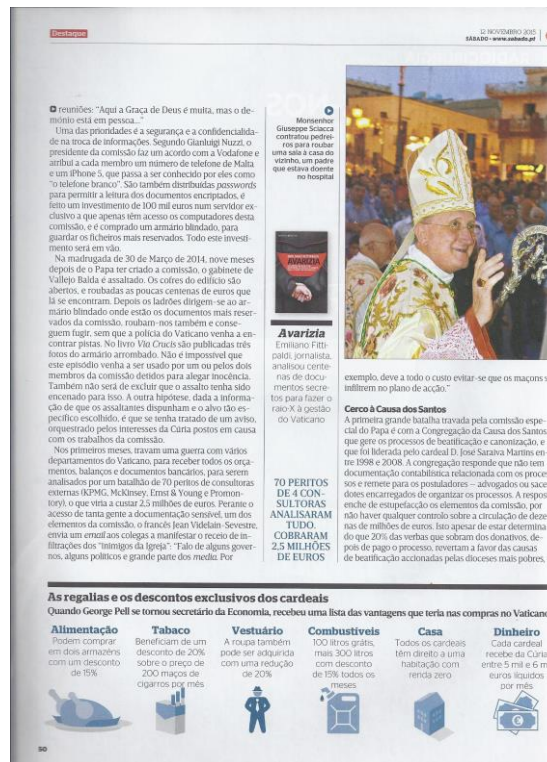 Destaque
12 NOVEMBRO 2015
SÁBADO - www.sabado.pt
reuniões: "Aqui a Graça de Deus é muita, mas o de-
mónio está em pessoa..."
Uma das prioridades é a segurança e a confidencialida-
de na troca de informações. Segundo Gianluigi Nuzzi, o
presidente da comissão faz um acordo com a Vodafone e
atribui a cada membro um número de telefone de Malta
e um iPhone 5, que passa a ser conhecido por eles como
"o telefone branco". São também distribuídas passwords
para permitir a leitura dos documentos encriptados, é
feito um investimento de 100 mil euros num servidor ex-
clusivo a que apenas têm acesso os computadores desta
comissão, e é comprado um armário blindado, para
guardar os ficheiros mais reservados. Todo este investi-
mento será em vão.
Na madrugada de 30 de Março de 2014, nove meses
depois de o Papa ter criado a comissão, o gabinete de
Vallejo Balda é assaltado. Os cofres do edifício são
abertos, e roubadas as poucas centenas de euros que
lá se encontram. Depois os ladrões dirigem-se ao ar-
mário blindado onde estão os documentos mais reser-
vados da comissão, roubam-nos também e conse-
guem fugir, sem que a polícia do Vaticano venha a en-
contrar pistas. No livro Via Crucis são publicadas três
fotos do armário arrombado. Não é impossível que
este episódio venha a ser usado por um ou pelos dois
membros da comissão detidos para alegar inocência.
Também não será de excluir que o assalto tenha sido
encenado para isso. A outra hipótese, dada a informa-
ção de que os assaltantes dispunham e o alvo tão es-
pecífico escolhido, é que se tenha tratado de um aviso,
orquestrado pelos interesses da Cúria postos em causa
com os trabalhos da comissão.
Nos primeiros meses, travam uma guerra com vários
departamentos do Vaticano, para receber todos os orça-
mentos, balanços e documentos bancários, para serem
analisados por um batalhão de 70 peritos de consultoras
externas (KPMG, McKinsey, Ernst & Young e Promon-
tory), o que viria a custar 2,5 milhões de euros. Perante o
acesso de tanta gente a documentação sensível, um dos
elementos da comissão, o francês Jean Videlain-Sevestre,
envia um email aos colegas a manifestar o receio de in-
filtrações dos "inimigos da Igreja": "Falo de alguns gover-
nos, alguns políticos e grande parte dos media. Por
Monsenhor
Giuseppe Sciacca
contratou pedrei-
ros para roubar
uma sala à casa do
vizinho, um padre
que estava doente
no hospital
AVARIZIA
Avarizia
Emiliano Fitti-
paldi, jornalista,
analisou cente-
nas de docu-
mentos secre-
tos para fazer o
raio-X à gestão
do Vaticano
70 PERITOS
DE 4 CON-
SULTORAS
ANALISARAM
TUDO.
COBRARAM
2,5 MILHÕES
DE EUROS
exemplo, deve a todo o custo evitar-se que os maçons s
infiltrem no plano de acção."
Cerco à Causa dos Santos
A primeira grande batalha travada pela comissão espe-
cial do Papa é com a Congregação da Causa dos Santos
que gere os processos de beatificação e canonização, e
que foi liderada pelo cardeal D. José Saraiva Martins en-
tre 1998 e 2008. A congregação responde que não tem
documentação contabilística relacionada com os proce
sos e remete para os postuladores – advogados ou sace
dotes encarregados de organizar os processos. A respos
enche de estupefacção os elementos da comissão, por
não haver qualquer controlo sobre a circulação de deze
nas de milhões de euros. Isto apesar de estar determina
do que 20% das verbas que sobram dos donativos, de-
pois de pago o processo, revertam a favor das causas
de beatificação accionadas pelas dioceses mais pobres.
As regalias e os descontos exclusivos dos cardeais
Quando George Pell se tornou secretário da Economia, recebeu uma lista das vantagens que teria nas compras no Vaticano
Alimentação
Podem comprar
em dois armazéns
com um desconto
de 15%
Tabaco
Beneficiam de um
desconto de 20%
sobre o preço de
200 maços de
cigarros por mês
Vestuário
A roupa também
pode ser adquirida
com uma redução
de 20%
Combustíveis
100 litros grátis,
mais 300 litros
com desconto
de 15% todos os
meses
Casa
Todos os cardeais
têm direito a uma
habitação com
renda zero
Dinheiro
Cada cardeal
recebe da Cúria
entre 5 mil e 6 m
euros líquidos
por mês
50